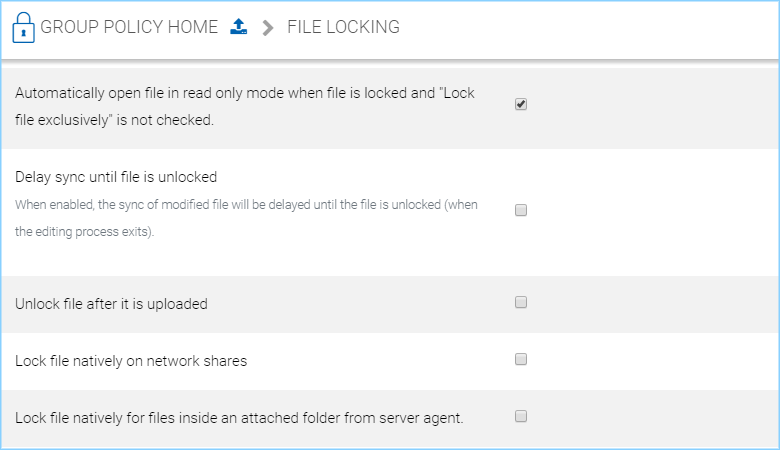 GROUP POLICY HOME FILE LOCKING
Automatically open file in read only mode when file is locked and "Lock
file exclusively" is not checked.
Delay sync until file is unlocked
When enabled, the sync of modified file will be delayed until the file is unlocked (when
the editing process exits).
Unlock file after it is uploaded
Lock file natively on network shares
Lock file natively for files inside an attached folder from server agent.